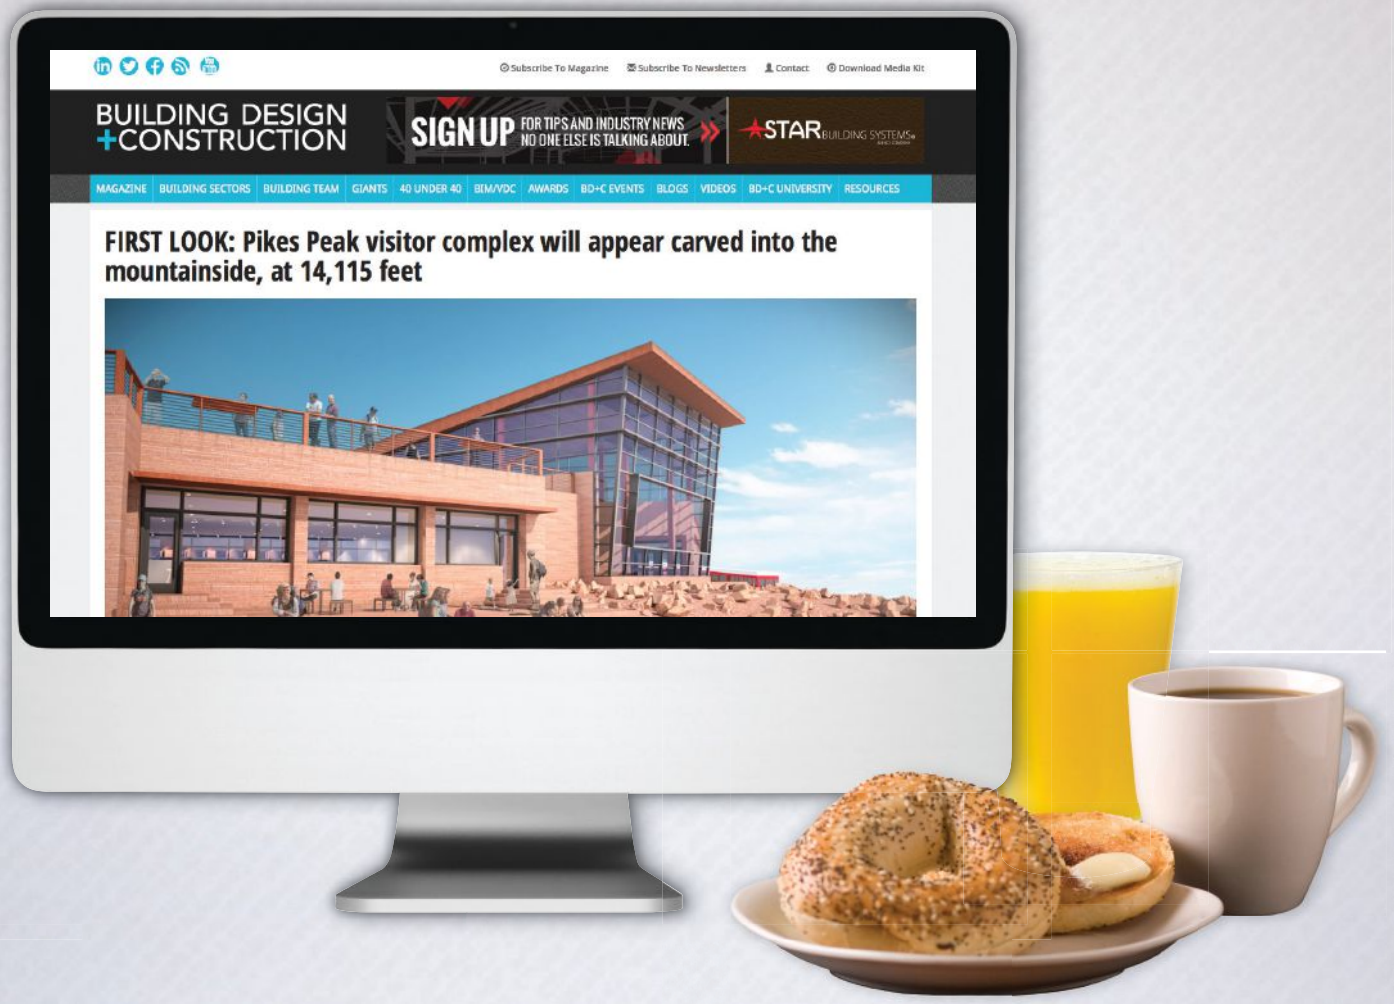 Subscribe To Magazine Subscribe To Newsletters Contact Download Media Kit
BUILDING DESIGN
+CONSTRUCTION
SIGN UP FOR TIPS AND INDUSTRY NEWS
NO ONE ELSE IS TALKING ABOUT.
STAR BUILDING SYSTEMS
MAGAZINE BUILDING SECTORS BUILDING TEAM GIANTS 40 UNDER 40 BIM/VDC AWARDS BD+C EVENTS BLOGS VIDEOS BD+C UNIVERSITY RESOURCES
FIRST LOOK: Pikes Peak visitor complex will appear carved into the
mountainside, at 14,115 feet